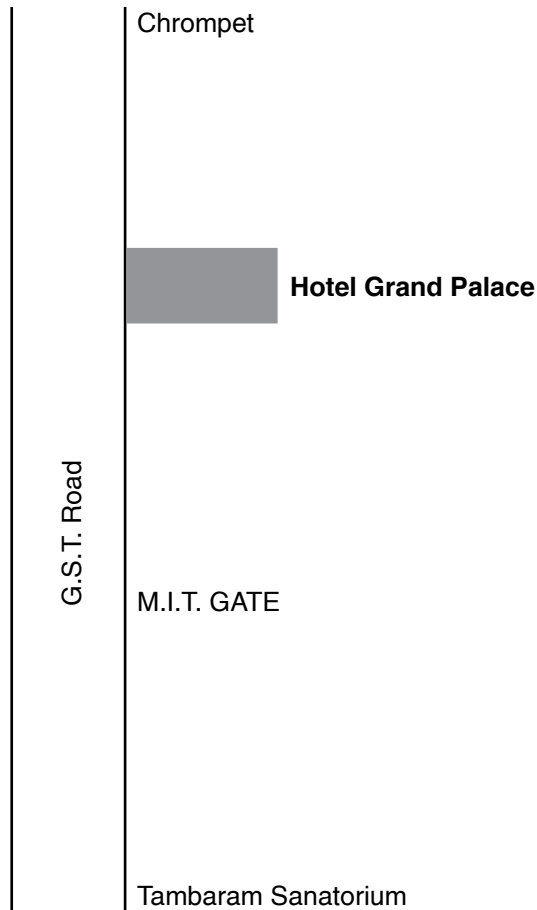 Chrompet
Hotel Grand Palace
G.S.T. Road
M.I.T. GATE
Tambaram Sanatorium